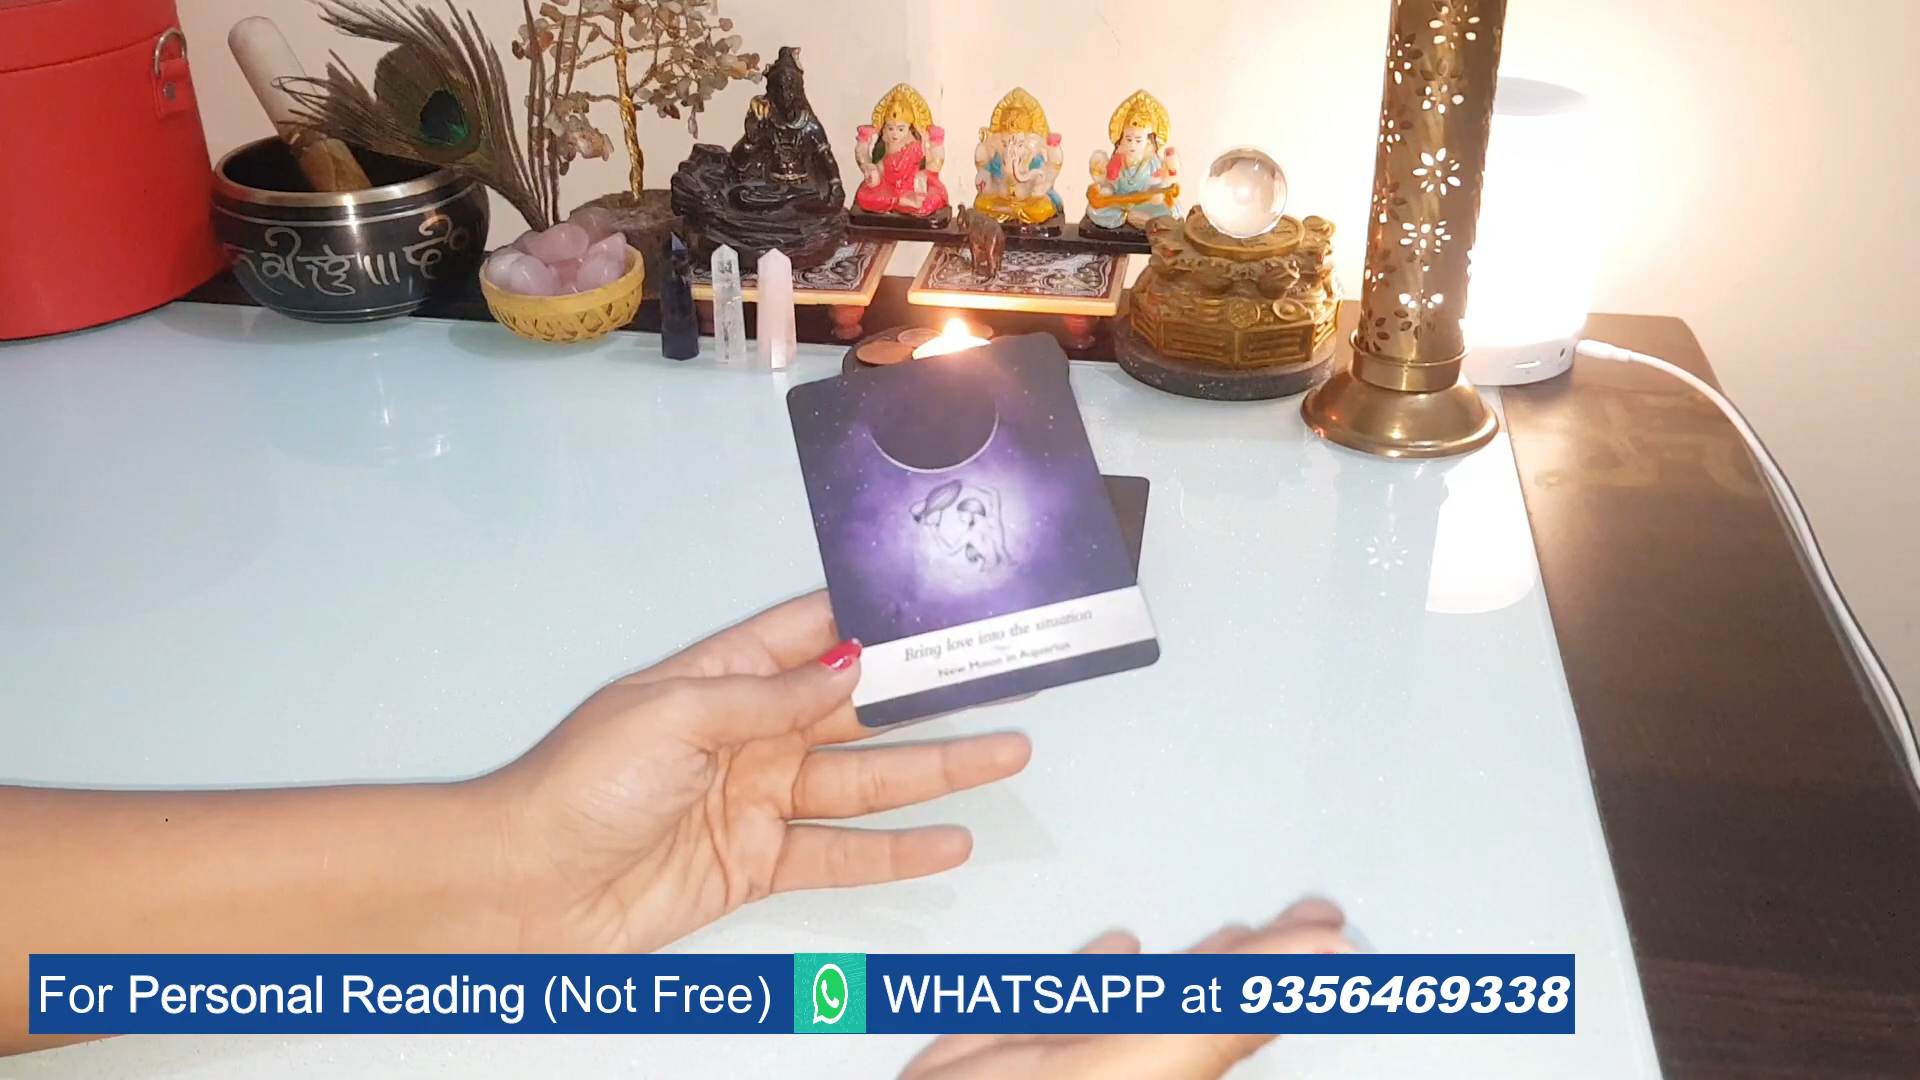 Bring love into the situation
New Moon in Aquarius
For Personal Reading (Not Free) WHATSAPP at 9356469338